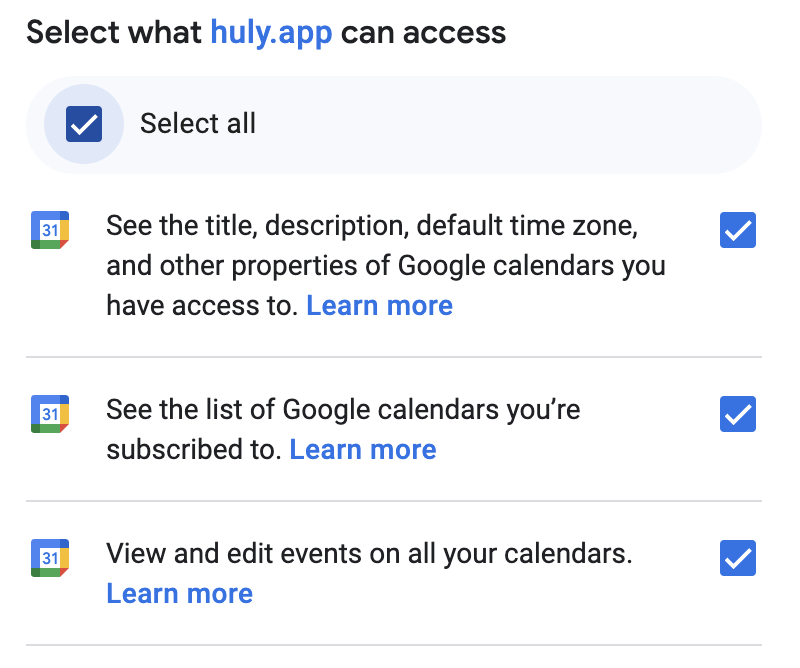 Select what huly.app can access
Select all
31
See the title, description, default time zone,
and other properties of Google calendars you
have access to. Learn more
31
See the list of Google calendars you’re
subscribed to. Learn more
31
View and edit events on all your calendars.
Learn more